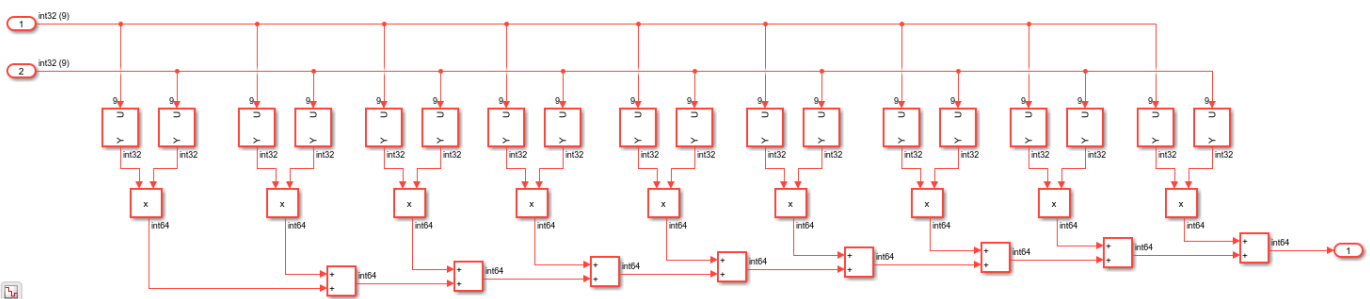 int32 (9)
1
int32 (9)
2
9 9 9 9 9 9 9 9 9 9 9 9 9 9 9 9 9 9
Y U Y U Y U Y U Y U Y U Y U Y U Y U Y U Y U Y U Y U Y U Y U Y U Y U Y U
int32 int32 int32 int32 int32 int32 int32 int32 int32 int32 int32 int32 int32 int32 int32 int32 int32 int32
x x x x x x x x x
int64 int64 int64 int64 int64 int64 int64 int64 int64
+ + int64
+ + int64
+ + int64
+ + int64
+ + int64
+ + int64
+ + int64
+ + int64
1